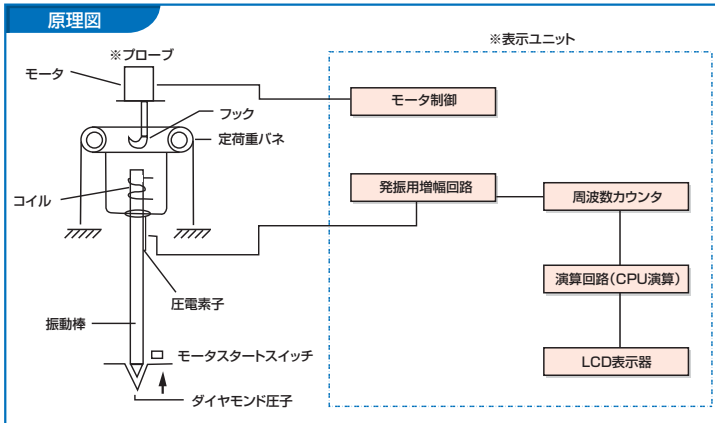 原理図
※プローブ
※表示ユニット
モータ
モータ制御
フック
定荷重バネ
発振用増幅回路
周波数カウンタ
コイル
演算回路(CPU演算)
圧電素子
振動棒
モータスタートスイッチ
LCD表示器
ダイヤモンド圧子